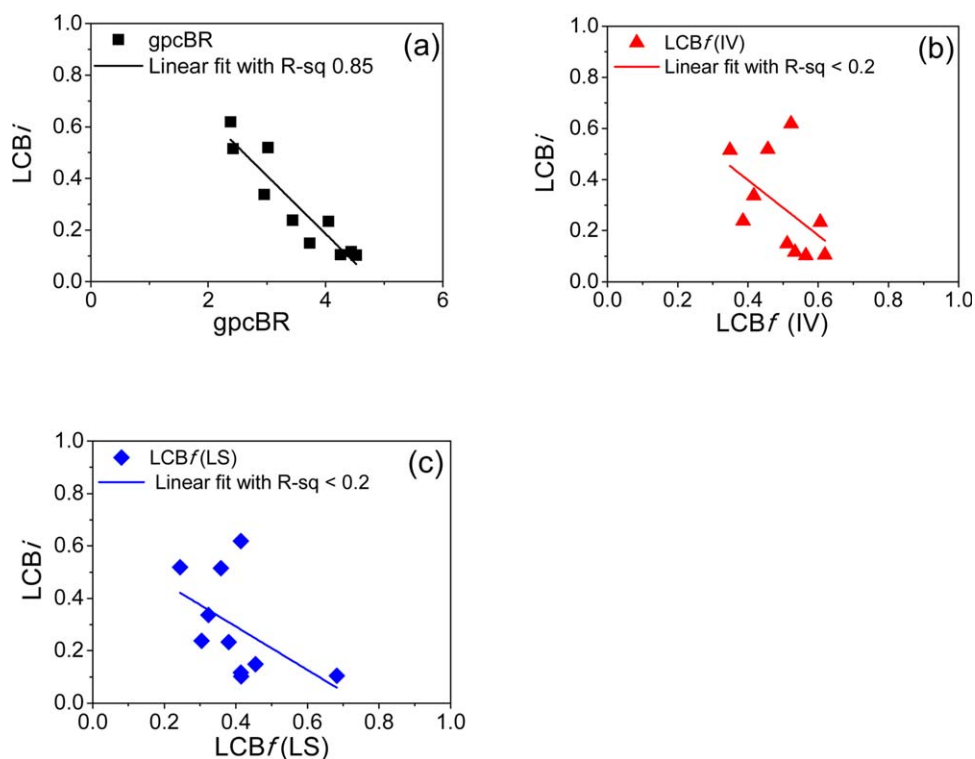 (a)
gpcBR
Linear fit with R-sq 0.85
LCBi
1.0
0.8
0.6
0.4
0.2
0.0
0 2 4 6
gpcBR
(b)
LCBf(IV)
Linear fit with R-sq < 0.2
LCBi
1.0
0.8
0.6
0.4
0.2
0.0
0.0 0.2 0.4 0.6 0.8 1.0
LCBf (IV)
(c)
LCBf(LS)
Linear fit with R-sq < 0.2
LCBi
1.0
0.8
0.6
0.4
0.2
0.0
0.0 0.2 0.4 0.6 0.8 1.0
LCBf(LS)